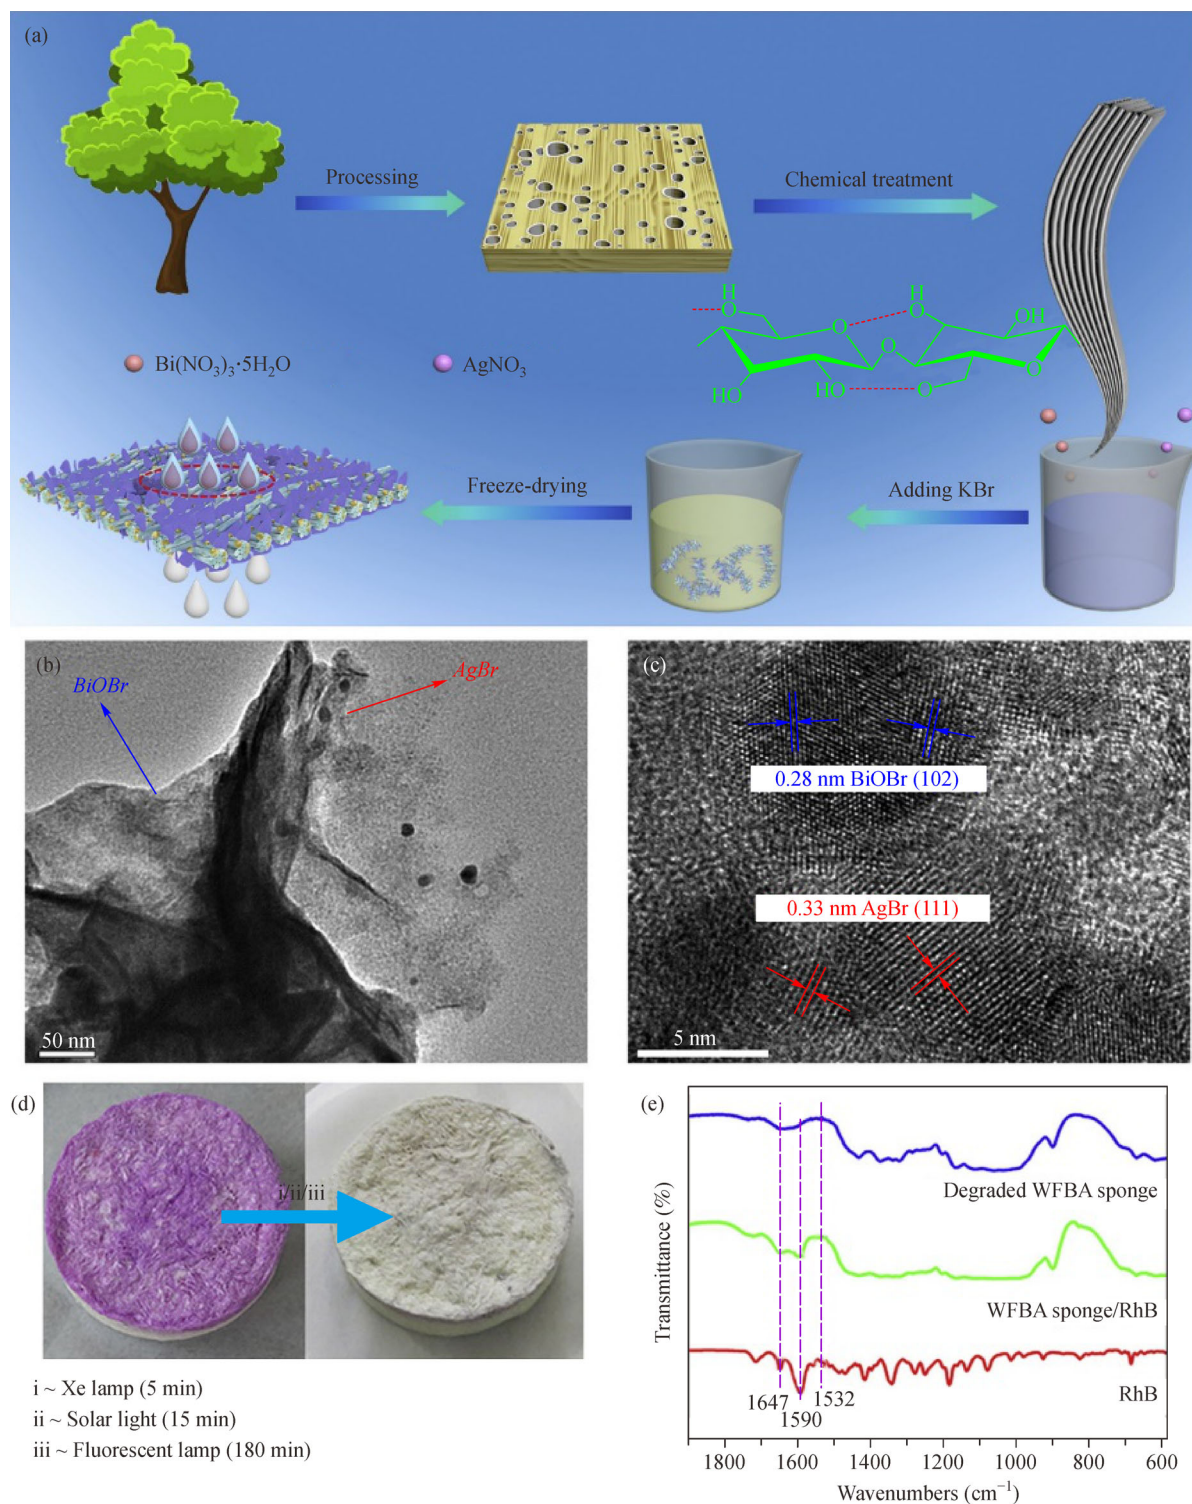 (a)
Processing
Chemical treatment
H
O
O
H
O
OH
O
O
HO
HO
O
Bi(NO₃)₃·5H₂O
AgNO₃
Freeze-drying
Adding KBr
(b)
BiOBr
AgBr
50 nm
(c)
0.28 nm BiOBr (102)
0.33 nm AgBr (111)
5 nm
(d)
i/ii/iii
i ~ Xe lamp (5 min)
ii ~ Solar light (15 min)
iii ~ Fluorescent lamp (180 min)
(e)
Transmittance (%)
Degraded WFBA sponge
WFBA sponge/RhB
RhB
1647
1590
1532
1800 1600 1400 1200 1000 800 600
Wavenumbers (cm⁻¹)